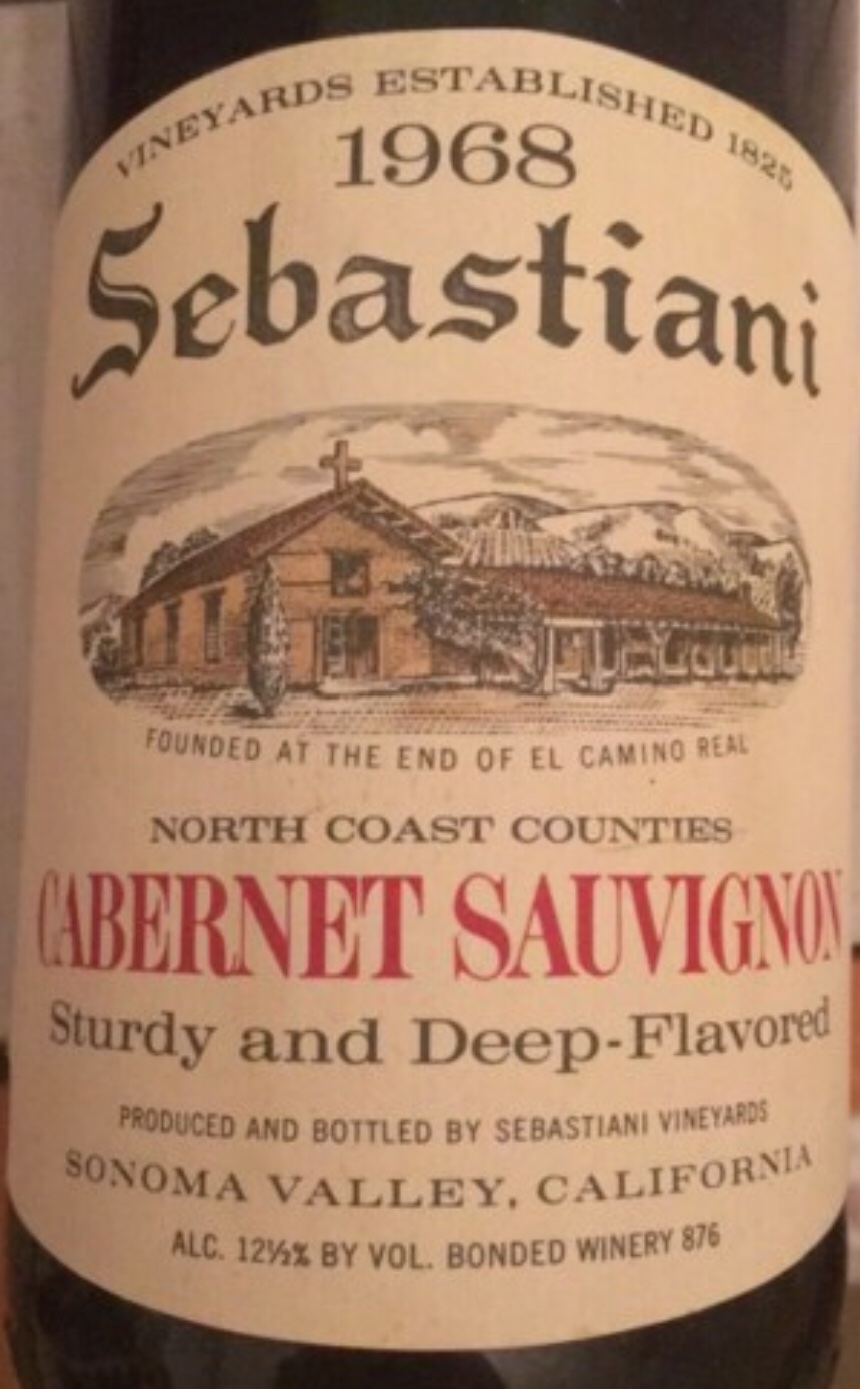 VINEYARDS ESTABLISHED 1825
1968
Sebastiani
FOUNDED AT THE END OF EL CAMINO REAL
NORTH COAST COUNTIES
CABERNET SAUVIGNON
Sturdy and Deep-Flavored
PRODUCED AND BOTTLED BY SEBASTIANI VINEYARDS
SONOMA VALLEY, CALIFORNIA
ALC. 12½% BY VOL. BONDED WINERY 876